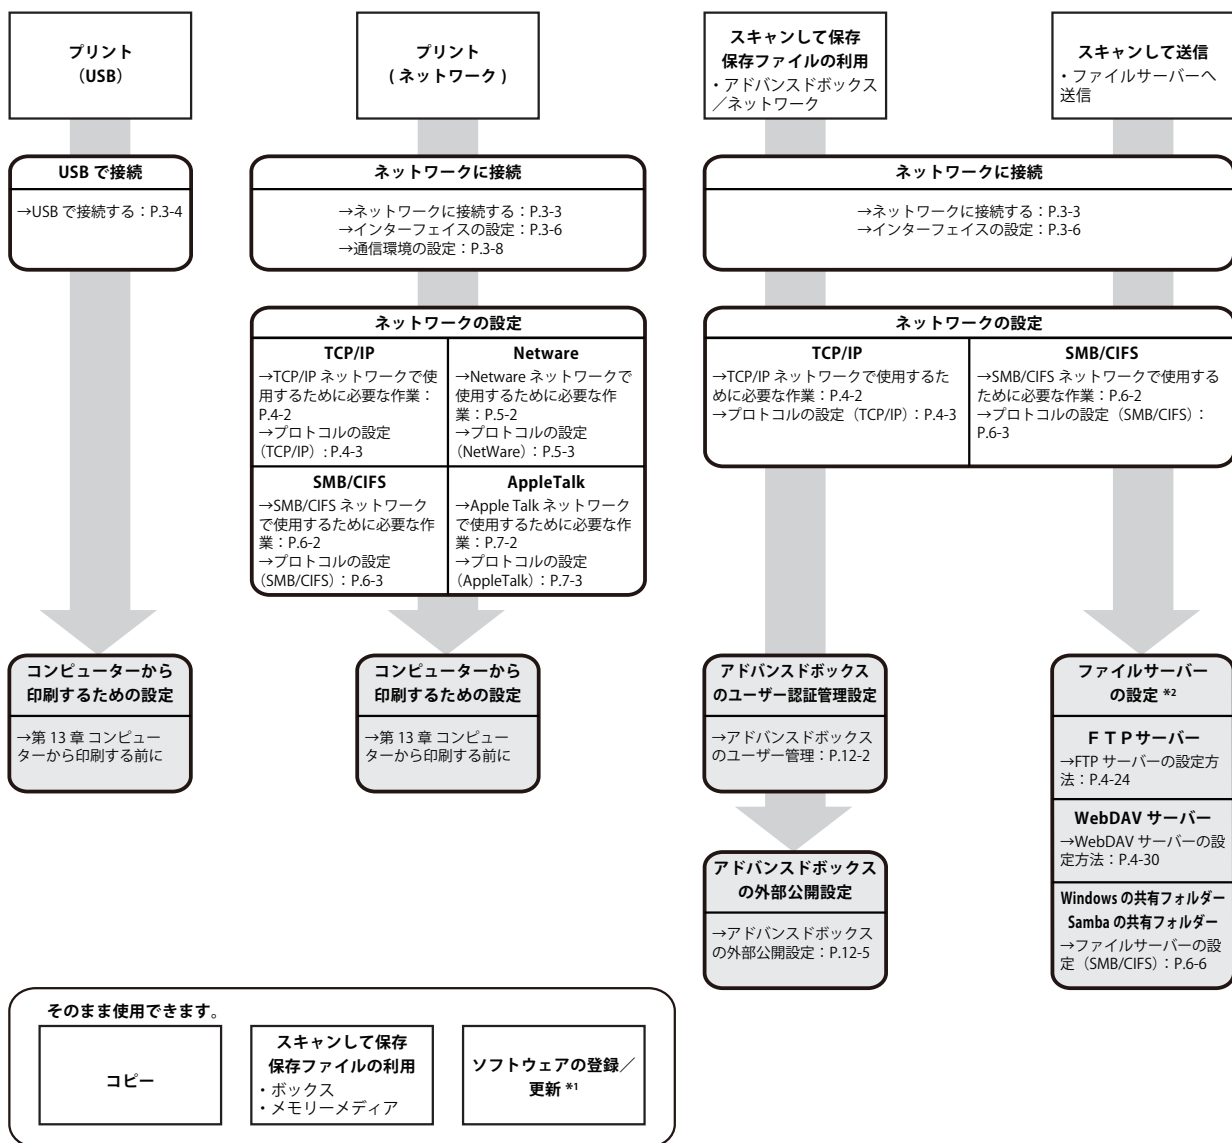 プリント
（USB）
プリント
( ネットワーク )
スキャンして保存
保存ファイルの利用
・アドバンスドボックス
／ネットワーク
スキャンして送信
・ファイルサーバーへ
送信
USB で接続
→USB で接続する：P.3-4
ネットワークに接続
→ネットワークに接続する：P.3-3
→インターフェイスの設定：P.3-6
→通信環境の設定：P.3-8
ネットワークに接続
→ネットワークに接続する：P.3-3
→インターフェイスの設定：P.3-6
ネットワークの設定
TCP/IP
→TCP/IP ネットワークで使
用するために必要な作業：
P.4-2
→プロトコルの設定
（TCP/IP）: P.4-3
Netware
→Netware ネットワークで
使用するために必要な作
業：P.5-2
→プロトコルの設定
（NetWare）：P.5-3
SMB/CIFS
→SMB/CIFS ネットワーク
で使用するために必要な作
業：P.6-2
→プロトコルの設定
（SMB/CIFS）：P.6-3
AppleTalk
→Apple Talk ネットワーク
で使用するために必要な作
業：P.7-2
→プロトコルの設定
（AppleTalk）：P.7-3
ネットワークの設定
TCP/IP
→TCP/IP ネットワークで使用するた
めに必要な作業：P.4-2
→プロトコルの設定（TCP/IP）：P.4-3
SMB/CIFS
→SMB/CIFS ネットワークで使用する
ために必要な作業：P.6-2
→プロトコルの設定（SMB/CIFS）：
P.6-3
コンピューターから
印刷するための設定
→第 13 章 コンピュー
ターから印刷する前に
コンピューターから
印刷するための設定
→第 13 章 コンピュー
ターから印刷する前に
アドバンスドボックス
のユーザー認証管理設定
→アドバンスドボックス
のユーザー管理：P.12-2
アドバンスドボックス
の外部公開設定
→アドバンスドボックス
の外部公開設定：P.12-5
ファイルサーバー
の設定 *2
ＦＴＰサーバー
→FTP サーバーの設定方
法：P.4-24
WebDAV サーバー
→WebDAV サーバーの設
定方法：P.4-30
Windows の共有フォルダー
Samba の共有フォルダー
→ファイルサーバーの設
定（SMB/CIFS）：P.6-6
そのまま使用できます。
コピー
スキャンして保存
保存ファイルの利用
・ボックス
・メモリーメディア
ソフトウェアの登録／
更新 *1